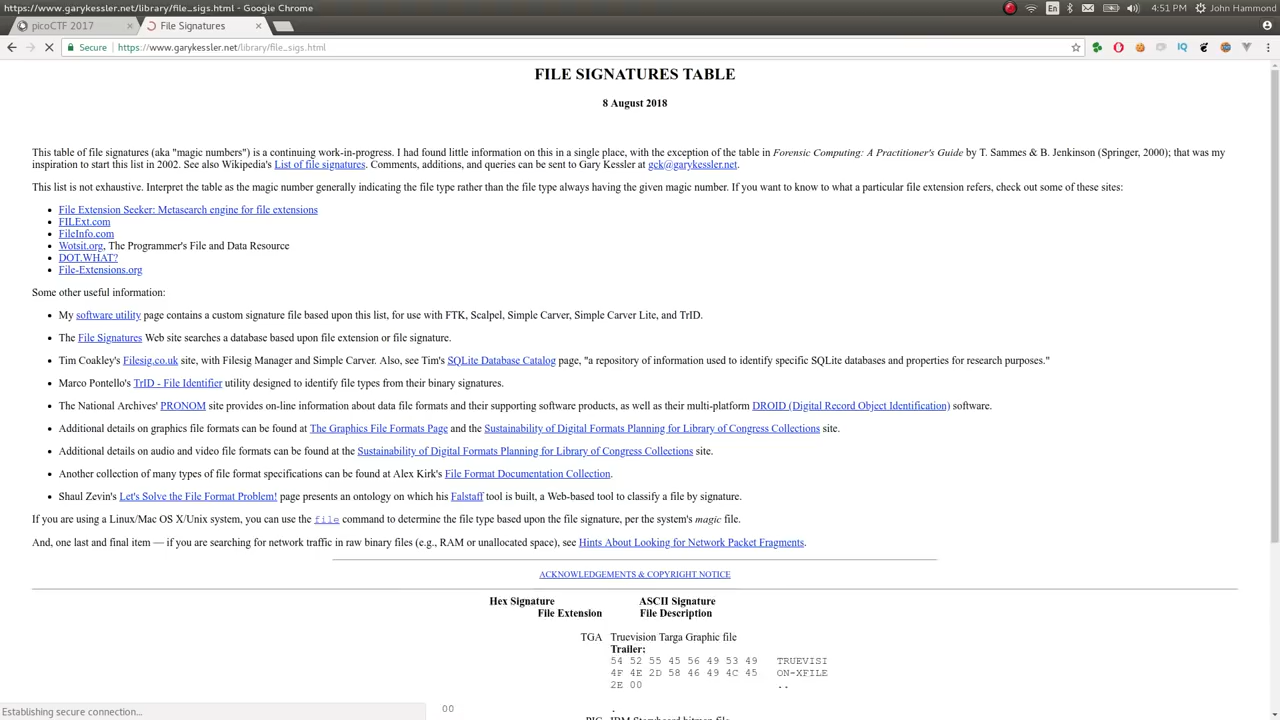 https://www.garykessler.net/library/file_sigs.html - Google Chrome
En
4:51 PM
John Hammond
picoCTF 2017
File Signatures
Secure
https://www.garykessler.net/library/file_sigs.html
FILE SIGNATURES TABLE
8 August 2018
This table of file signatures (aka "magic numbers") is a continuing work-in-progress. I had found little information on this in a single place, with the exception of the table in Forensic Computing: A Practitioner's Guide by T. Sammes & B. Jenkinson (Springer, 2000); that was my
inspiration to start this list in 2002. See also Wikipedia's List of file signatures. Comments, additions, and queries can be sent to Gary Kessler at gck@garykessler.net.
This list is not exhaustive. Interpret the table as the magic number generally indicating the file type rather than the file type always having the given magic number. If you want to know to what a particular file extension refers, check out some of these sites:
• File Extension Seeker: Metasearch engine for file extensions
• FILExt.com
• FileInfo.com
• Wotsit.org, The Programmer's File and Data Resource
• DOT.WHAT?
• File-Extensions.org
Some other useful information:
• My software utility page contains a custom signature file based upon this list, for use with FTK, Scalpel, Simple Carver, Simple Carver Lite, and TrID.
• The File Signatures Web site searches a database based upon file extension or file signature.
• Tim Coakley's Filesig.co.uk site, with Filesig Manager and Simple Carver. Also, see Tim's SQLite Database Catalog page, "a repository of information used to identify specific SQLite databases and properties for research purposes."
• Marco Pontello's TrID - File Identifier utility designed to identify file types from their binary signatures.
• The National Archives' PRONOM site provides on-line information about data file formats and their supporting software products, as well as their multi-platform DROID (Digital Record Object Identification) software.
• Additional details on graphics file formats can be found at The Graphics File Formats Page and the Sustainability of Digital Formats Planning for Library of Congress Collections site.
• Additional details on audio and video file formats can be found at the Sustainability of Digital Formats Planning for Library of Congress Collections site.
• Another collection of many types of file format specifications can be found at Alex Kirk's File Format Documentation Collection.
• Shaul Zevin's Let's Solve the File Format Problem! page presents an ontology on which his Falstaff tool is built, a Web-based tool to classify a file by signature.
If you are using a Linux/Mac OS X/Unix system, you can use the file command to determine the file type based upon the file signature, per the system's magic file.
And, one last and final item — if you are searching for network traffic in raw binary files (e.g., RAM or unallocated space), see Hints About Looking for Network Packet Fragments.
ACKNOWLEDGEMENTS & COPYRIGHT NOTICE
Hex Signature ASCII Signature
File Extension File Description
TGA Truevision Targa Graphic file
Trailer:
54 52 55 45 56 49 53 49 TRUEVISI
4F 4E 2D 58 46 49 4C 45 ON-XFILE
2E 00 ..
00 .
PIC IBM Storyboard bitmap file
Establishing secure connection...